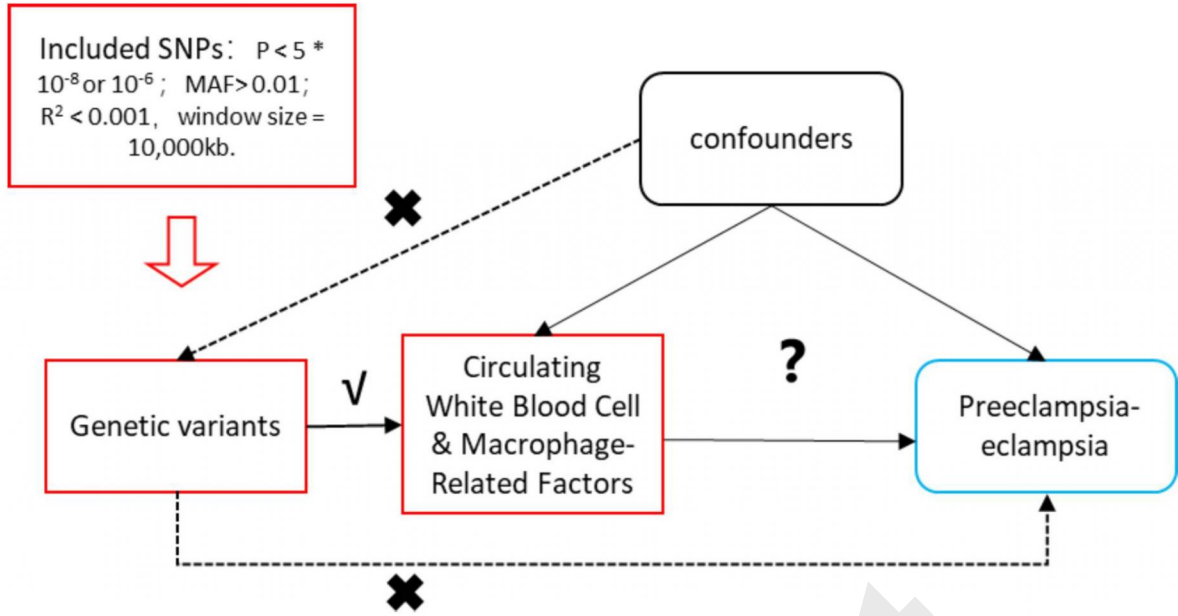 Included SNPs： P < 5 *
10⁻⁸ or 10⁻⁶ ; MAF> 0.01;
R² < 0.001, window size =
10,000kb.
confounders
✖
√
?
Genetic variants
Circulating
White Blood Cell
& Macrophage-
Related Factors
Preeclampsia-
eclampsia
✖